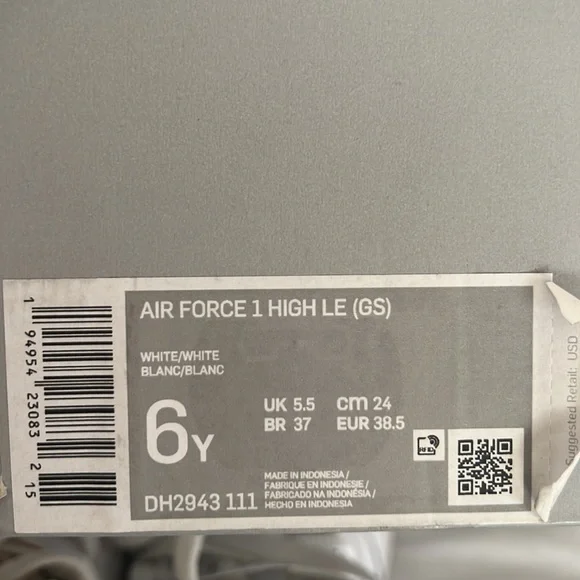 AIR FORCE 1 HIGH LE (GS)
WHITE/WHITE
BLANC/BLANC
6Y
UK 5.5 cm 24
BR 37 EUR 38.5
MADE IN INDONESIA /
FABRIQUE EN INDONESIE /
FABRICADO NA INDONÉSIA /
HECHO EN INDONESIA
DH2943 111
1 94954 23083 2 15
Suggested Retail: USD